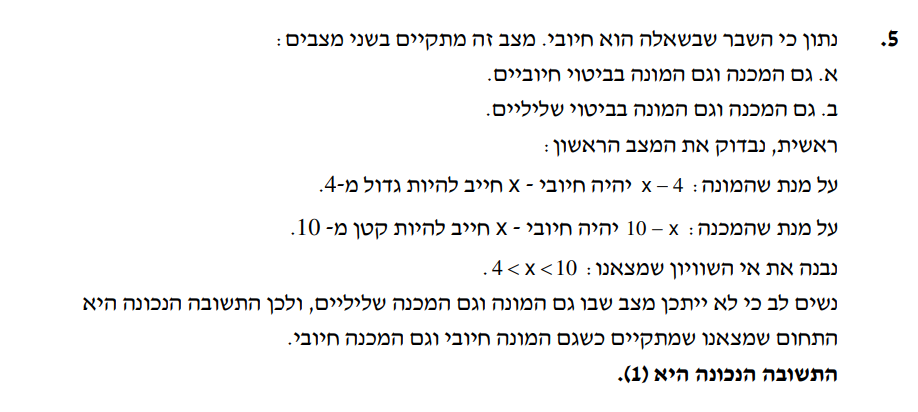 5. נתון כי השבר שבשאלה הוא חיובי. מצב זה מתקיים בשני מצבים:
א. גם המכנה וגם המונה בביטוי חיוביים.
ב. גם המכנה וגם המונה בביטוי שליליים.
ראשית, נבדוק את המצב הראשון:
על מנת שהמונה: x – 4 יהיה חיובי - x חייב להיות גדול מ-4.
על מנת שהמכנה: 10 – x יהיה חיובי - x חייב להיות קטן מ- 10.
נבנה את אי השוויון שמצאנו: 4 < x < 10.
נשים לב כי לא ייתכן מצב שבו גם המונה וגם המכנה שליליים, ולכן התשובה הנכונה היא
התחום שמצאנו שמתקיים כשגם המונה חיובי וגם המכנה חיובי.
התשובה הנכונה היא (1).